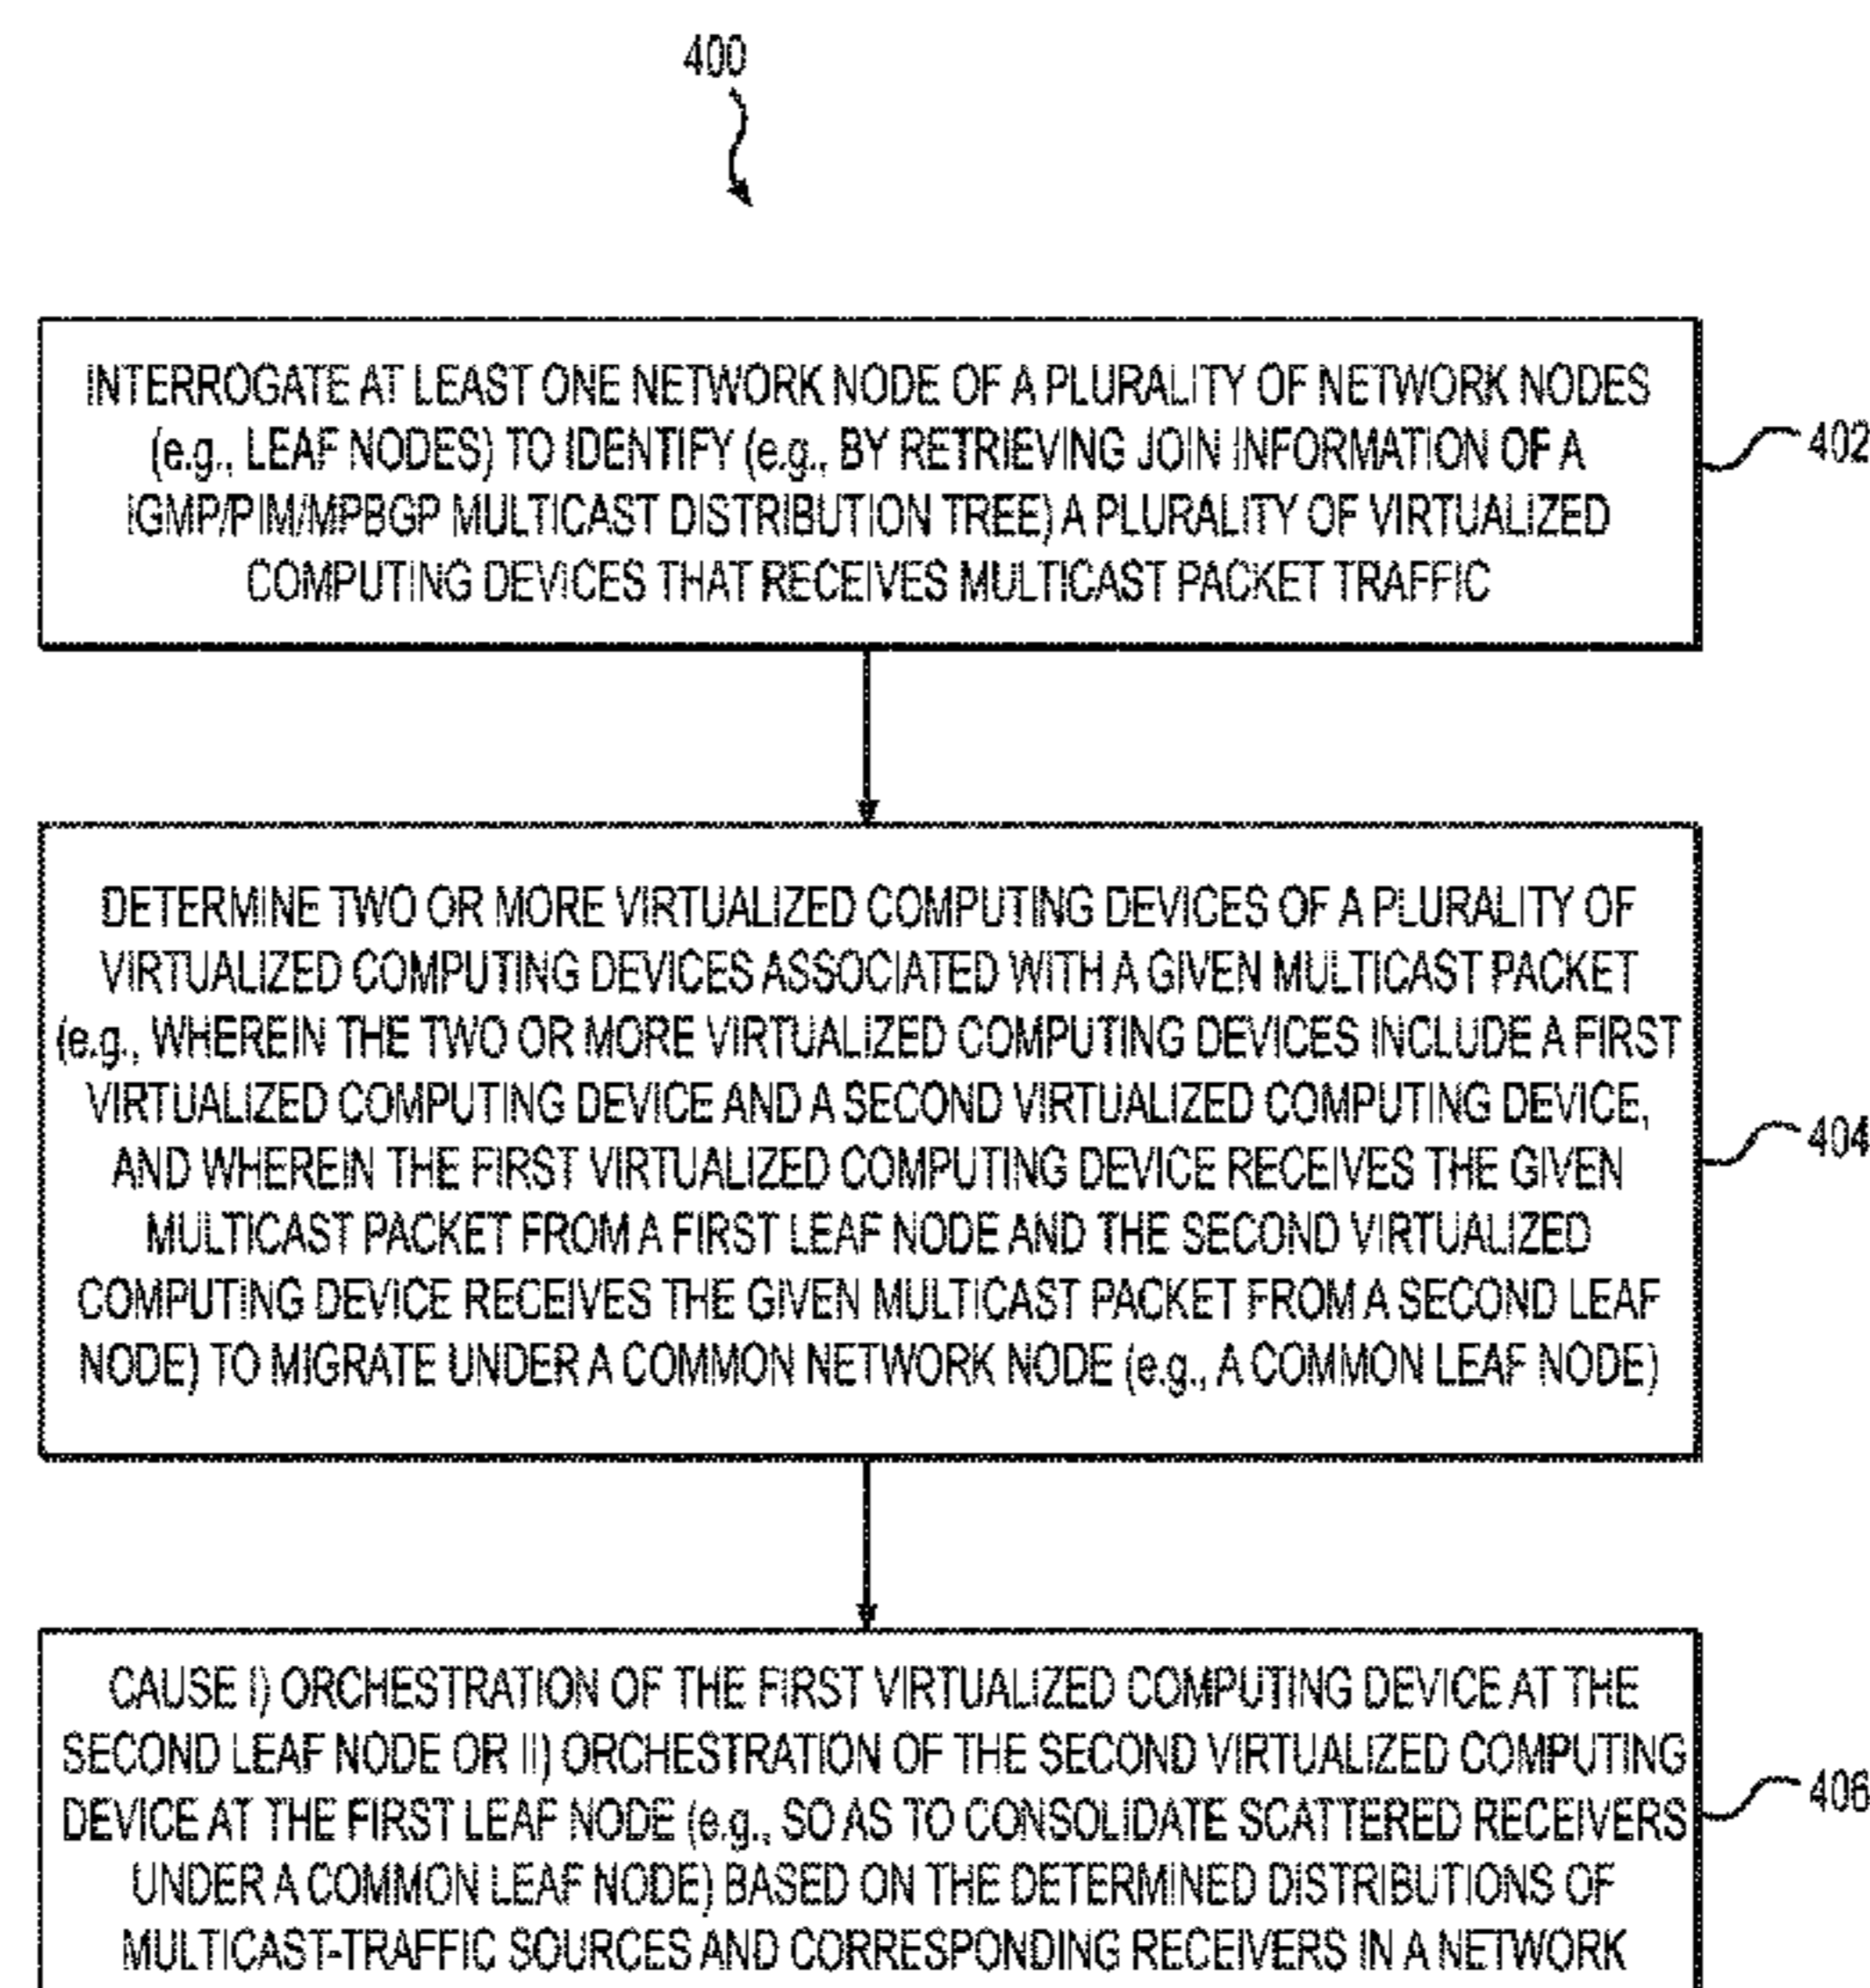 400
INTERROGATE AT LEAST ONE NETWORK NODE OF A PLURALITY OF NETWORK NODES
(e.g., LEAF NODES) TO IDENTIFY (e.g., BY RETRIEVING JOIN INFORMATION OF A
IGMP/PIM/MPBGP MULTICAST DISTRIBUTION TREE) A PLURALITY OF VIRTUALIZED
COMPUTING DEVICES THAT RECEIVES MULTICAST PACKET TRAFFIC
402
DETERMINE TWO OR MORE VIRTUALIZED COMPUTING DEVICES OF A PLURALITY OF
VIRTUALIZED COMPUTING DEVICES ASSOCIATED WITH A GIVEN MULTICAST PACKET
(e.g., WHEREIN THE TWO OR MORE VIRTUALIZED COMPUTING DEVICES INCLUDE A FIRST
VIRTUALIZED COMPUTING DEVICE AND A SECOND VIRTUALIZED COMPUTING DEVICE,
AND WHEREIN THE FIRST VIRTUALIZED COMPUTING DEVICE RECEIVES THE GIVEN
MULTICAST PACKET FROM A FIRST LEAF NODE AND THE SECOND VIRTUALIZED
COMPUTING DEVICE RECEIVES THE GIVEN MULTICAST PACKET FROM A SECOND LEAF
NODE) TO MIGRATE UNDER A COMMON NETWORK NODE (e.g., A COMMON LEAF NODE)
404
CAUSE I) ORCHESTRATION OF THE FIRST VIRTUALIZED COMPUTING DEVICE AT THE
SECOND LEAF NODE OR II) ORCHESTRATION OF THE SECOND VIRTUALIZED COMPUTING
DEVICE AT THE FIRST LEAF NODE (e.g., SO AS TO CONSOLIDATE SCATTERED RECEIVERS
UNDER A COMMON LEAF NODE) BASED ON THE DETERMINED DISTRIBUTIONS OF
MULTICAST-TRAFFIC SOURCES AND CORRESPONDING RECEIVERS IN A NETWORK
406